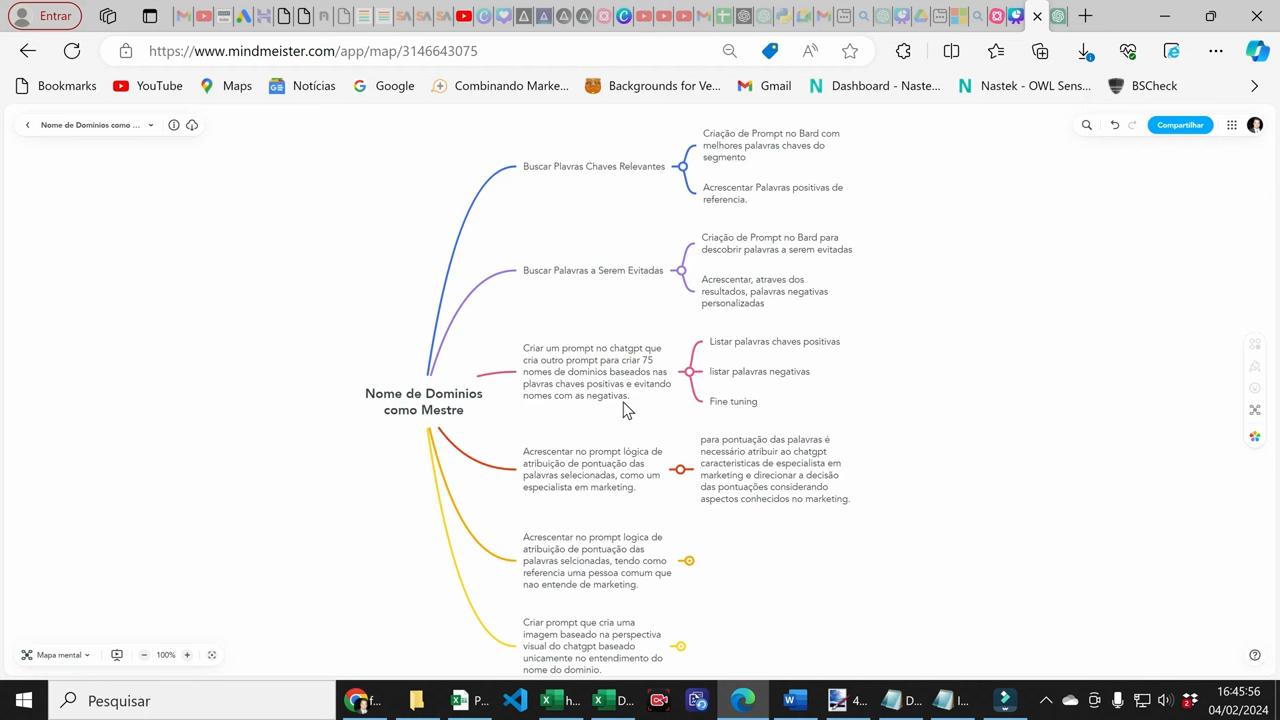 Entrar
https://www.mindmeister.com/app/map/3146643075
Bookmarks
YouTube
Maps
Notícias
Google
Combinando Marke...
Backgrounds for Ve...
Gmail
Dashboard - Naste...
Nastek - OWL Sens...
BSCheck
Nome de Dominios como ...
Compartilhar
Criação de Prompt no Bard com
melhores palavras chaves do
segmento
Buscar Plavras Chaves Relevantes
Acrescentar Palavras positivas de
referencia.
Criação de Prompt no Bard para
descobrir palavras a serem evitadas
Buscar Palavras a Serem Evitadas
Acrescentar, atraves dos
resultados, palavras negativas
personalizadas
Criar um prompt no chatgpt que
cria outro prompt para criar 75
nomes de dominios baseados nas
plavras chaves positivas e evitando
nomes com as negativas.
Listar palavras chaves positivas
listar palavras negativas
Fine tuning
Nome de Dominios
como Mestre
Acrescentar no prompt lógica de
atribuição de pontuação das
palavras selecionadas, como um
especialista em marketing.
para pontuação das palavras é
necessário atribuir ao chatgpt
caracteristicas de especialista em
marketing e direcionar a decisão
das pontuações considerando
aspectos conhecidos no marketing.
Acrescentar no prompt logica de
atribuição de pontuação das
palavras selcionadas, tendo como
referencia uma pessoa comum que
nao entende de marketing.
Criar prompt que cria uma
imagem baseado na perspectiva
visual do chatgpt baseado
unicamente no entendimento do
nome do dominio.
Mapa mental
100%
Pesquisar
f...
P...
h...
D...
W
4...
D...
I...
16:45:56
04/02/2024